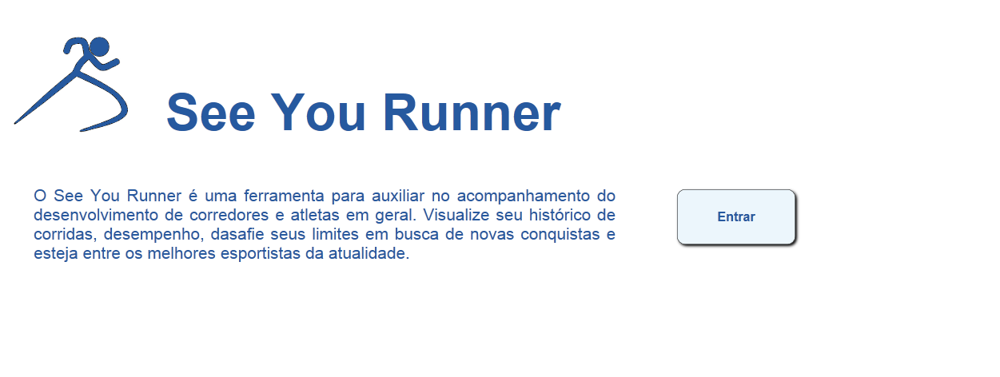 See You Runner
O See You Runner é uma ferramenta para auxiliar no acompanhamento do
desenvolvimento de corredores e atletas em geral. Visualize seu histórico de
corridas, desempenho, dasafie seus limites em busca de novas conquistas e
esteja entre os melhores esportistas da atualidade.
Entrar